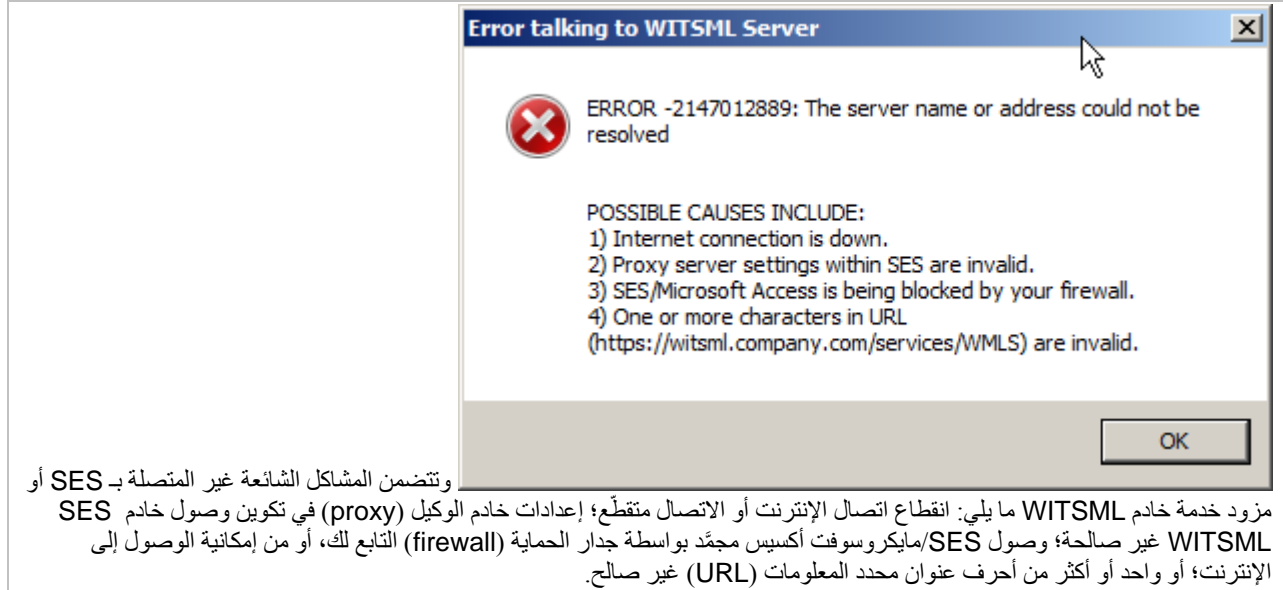 Error talking to WITSML Server
ERROR -2147012889: The server name or address could not be
resolved
POSSIBLE CAUSES INCLUDE:
1) Internet connection is down.
2) Proxy server settings within SES are invalid.
3) SES/Microsoft Access is being blocked by your firewall.
4) One or more characters in URL
(https://witsml.company.com/services/WMLS) are invalid.
OK
وتتضمن المشاكل الشائعة غير المتصلة بـ SES أو
مزود خدمة خادم WITSML ما يلي: انقطاع اتصال الإنترنت أو الاتصال متقطّع؛ إعدادات خادم الوكيل (proxy) في تكوين وصول خادم SES
WITSML غير صالحة؛ وصول SES/مايكروسوفت أكسيس مجمَّد بواسطة جدار الحماية (firewall) التابع لك، أو من إمكانية الوصول إلى
الإنترنت؛ أو واحد أو أكثر من أحرف عنوان محدد المعلومات (URL) غير صالح.